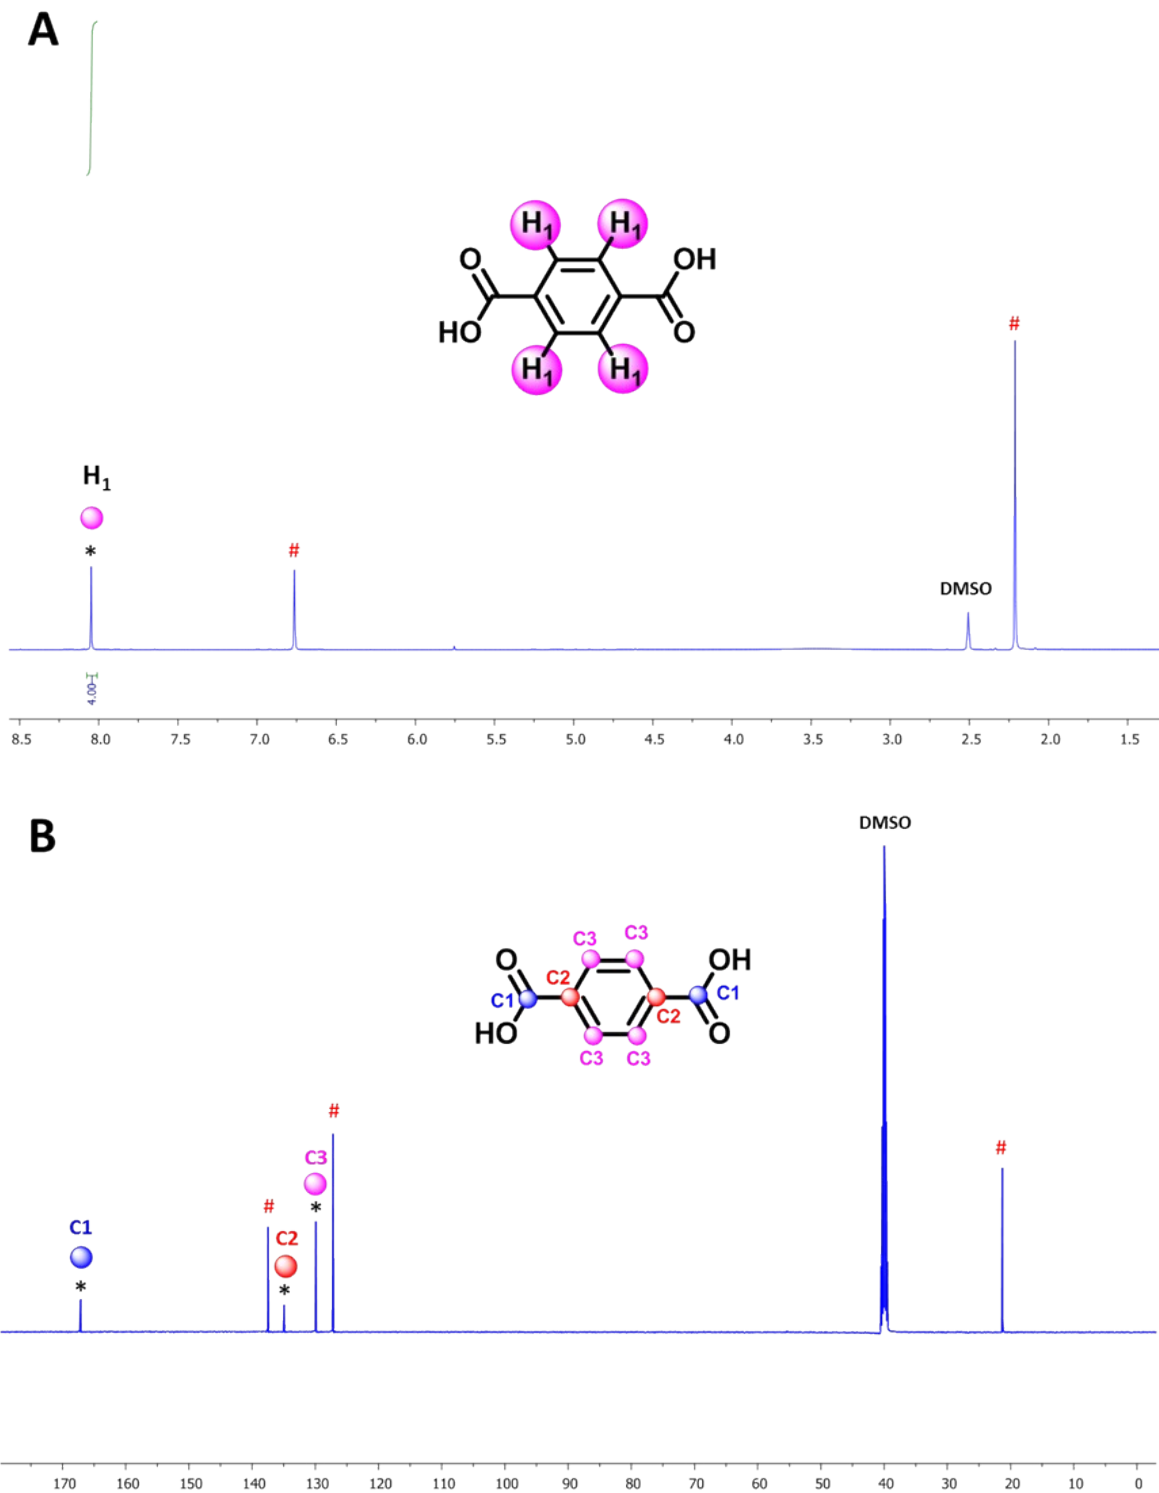 A
H1 H1
O OH
HO O
H1 H1
#
H1
*
#
DMSO
4.00
8.5 8.0 7.5 7.0 6.5 6.0 5.5 5.0 4.5 4.0 3.5 3.0 2.5 2.0 1.5
B
DMSO
C3 C3
O OH
C2
C1 C1
C2
HO O
C3 C3
#
#
C3
*
#
C1
C2
*
*
170 160 150 140 130 120 110 100 90 80 70 60 50 40 30 20 10 0